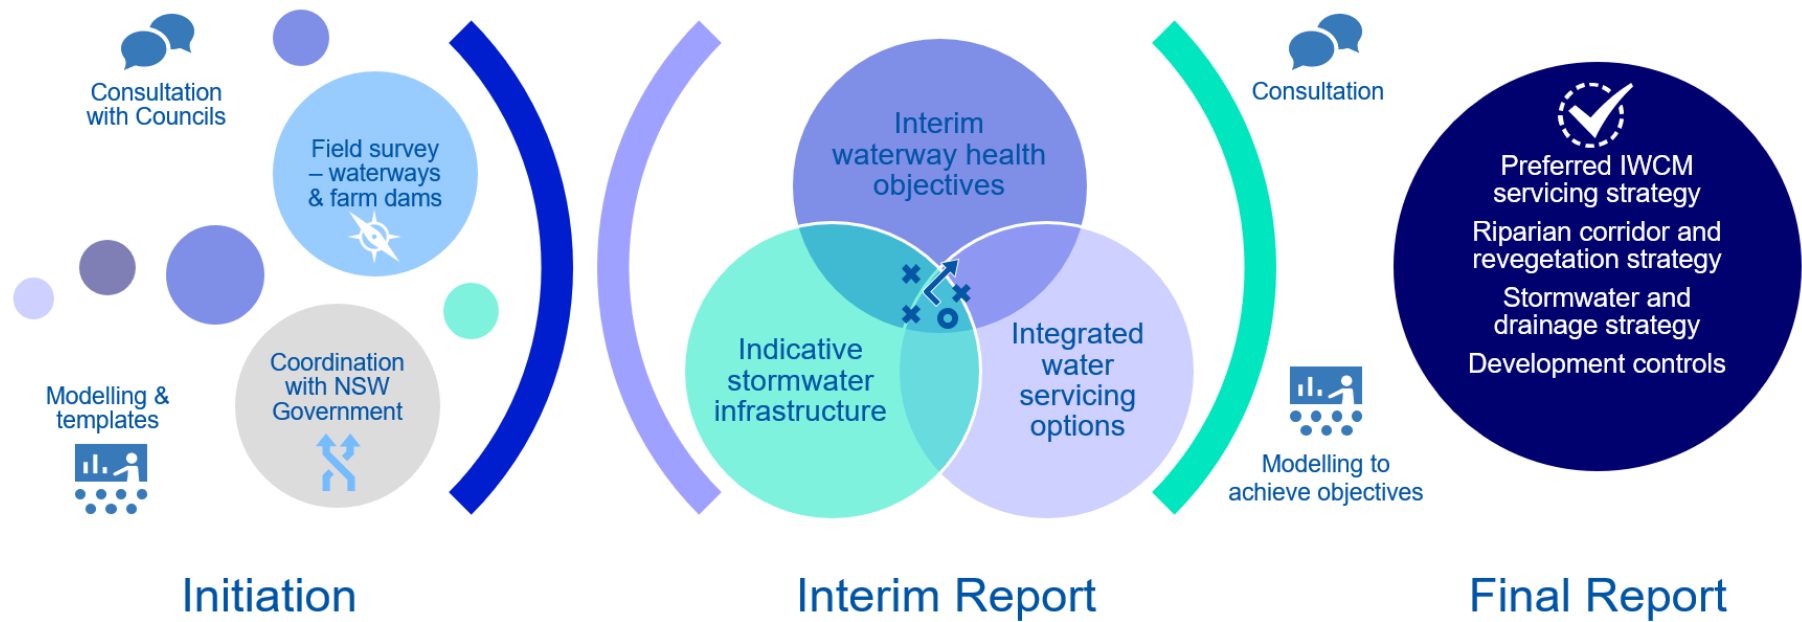 Consultation
with Councils
Field survey
– waterways
& farm dams
Coordination
with NSW
Government
Modelling &
templates
Initiation
Interim
waterway health
objectives
Indicative
stormwater
infrastructure
Integrated
water
servicing
options
Interim Report
Consultation
Modelling to
achieve objectives
Preferred IWCM
servicing strategy
Riparian corridor and
revegetation strategy
Stormwater and
drainage strategy
Development controls
Final Report